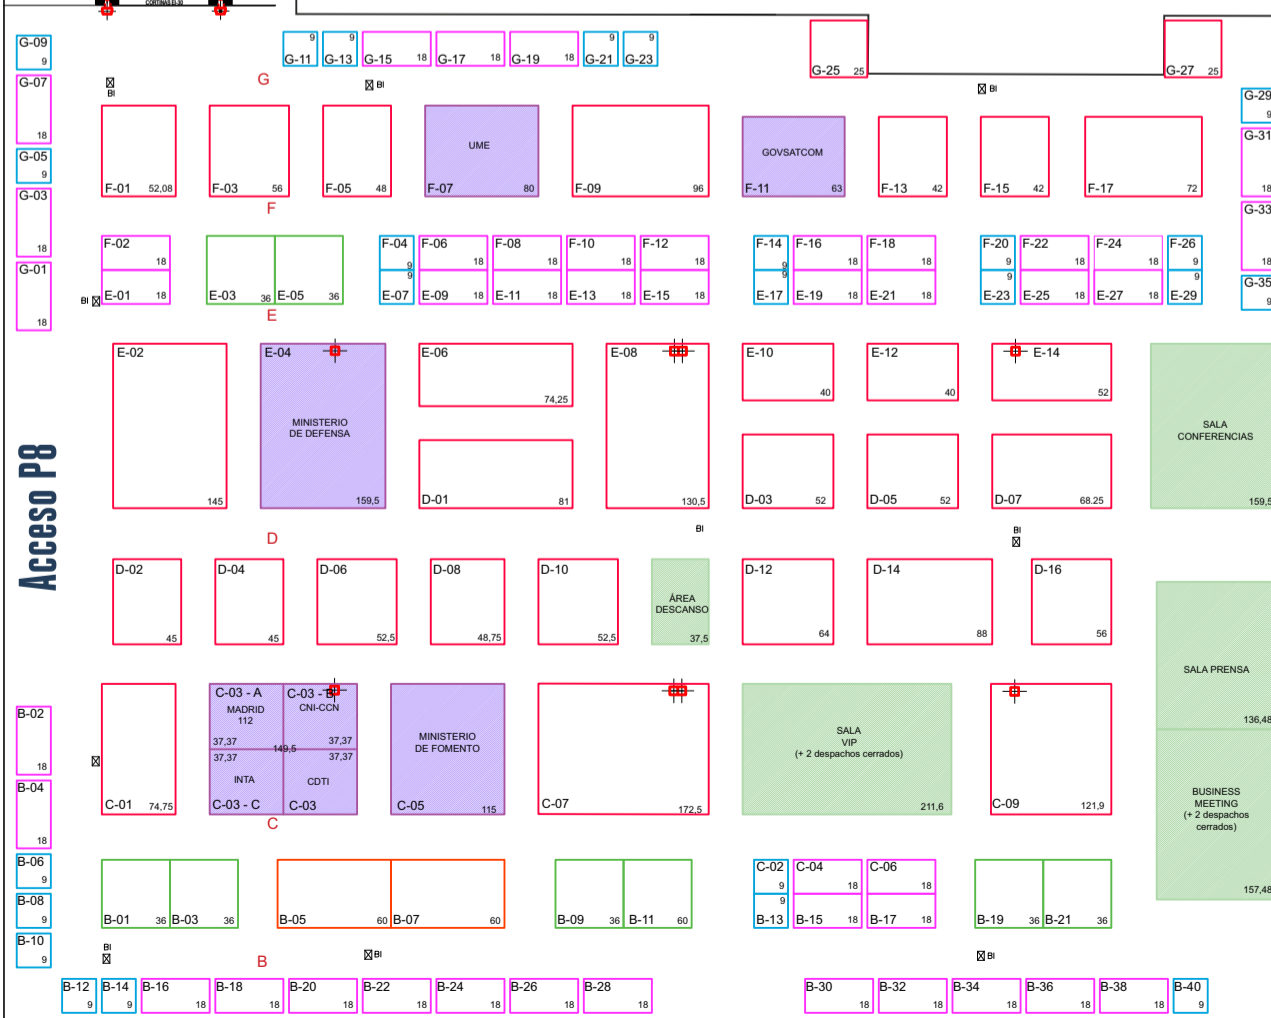 CORTINAS EI-30
G-09
9
G-11
9
G-13
9
G-15
18
G-17
18
G-19
18
G-21
9
G-23
9
G-25
25
G-27
25
G-07
18
G
BI
BI
BI
G-29
9
G-31
18
G-05
9
G-03
18
F-01
52,08
F-03
56
F-05
48
UME
F-07
80
F-09
96
GOVSATCOM
F-11
63
F-13
42
F-15
42
F-17
72
G-33
18
F
G-01
18
F-02
18
F-04
9
F-06
18
F-08
18
F-10
18
F-12
18
F-14
9
F-16
18
F-18
18
F-20
9
F-22
18
F-24
18
F-26
9
BI
E-01
18
E-03
36
E-05
36
9
E-07
E-09
18
E-11
18
E-13
18
E-15
18
9
E-17
E-19
18
E-21
18
9
E-23
E-25
18
E-27
18
9
E-29
G-35
9
E
E-02
145
E-04
MINISTERIO
DE DEFENSA
159,5
E-06
74,25
E-08
130,5
E-10
40
E-12
40
E-14
52
SALA
CONFERENCIAS
159,5
Acceso P8
D-01
81
D-03
52
D-05
52
D-07
68.25
BI
BI
D
D-02
45
D-04
45
D-06
52,5
D-08
48,75
D-10
52,5
ÁREA
DESCANSO
37,5
D-12
64
D-14
88
D-16
56
SALA PRENSA
136,48
B-02
18
C-01
74,75
C-03 - A
MADRID
112
37,37
C-03 - B
CNI-CCN
37,37
149,5
37,37
INTA
C-03 - C
37,37
CDTI
C-03
MINISTERIO
DE FOMENTO
C-05
115
C-07
172,5
SALA
VIP
(+ 2 despachos cerrados)
211,6
C-09
121,9
BUSINESS
MEETING
(+ 2 despachos
cerrados)
157,48
B-04
18
C
B-06
9
B-08
9
B-10
9
B-01
36
B-03
36
B-05
60
B-07
60
B-09
36
B-11
60
C-02
9
C-04
18
C-06
18
9
B-13
B-15
18
B-17
18
B-19
36
B-21
36
BI
B
BI
BI
B-12
9
B-14
9
B-16
18
B-18
18
B-20
18
B-22
18
B-24
18
B-26
18
B-28
18
B-30
18
B-32
18
B-34
18
B-36
18
B-38
18
B-40
9